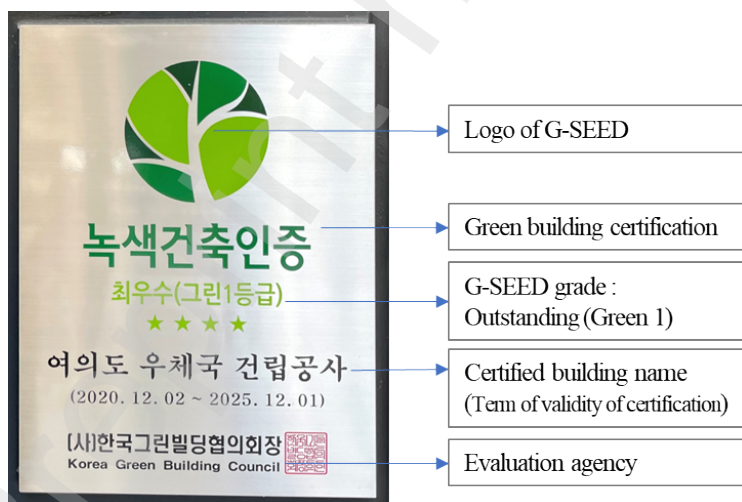 녹색건축인증
최우수(그린1등급)
★★★★
여의도 우체국 건립공사
(2020. 12. 02 ~ 2025. 12. 01)
(사)한국그린빌딩협의회장
Korea Green Building Council
Logo of G-SEED
Green building certification
G-SEED grade :
Outstanding (Green 1)
Certified building name
(Term of validity of certification)
Evaluation agency